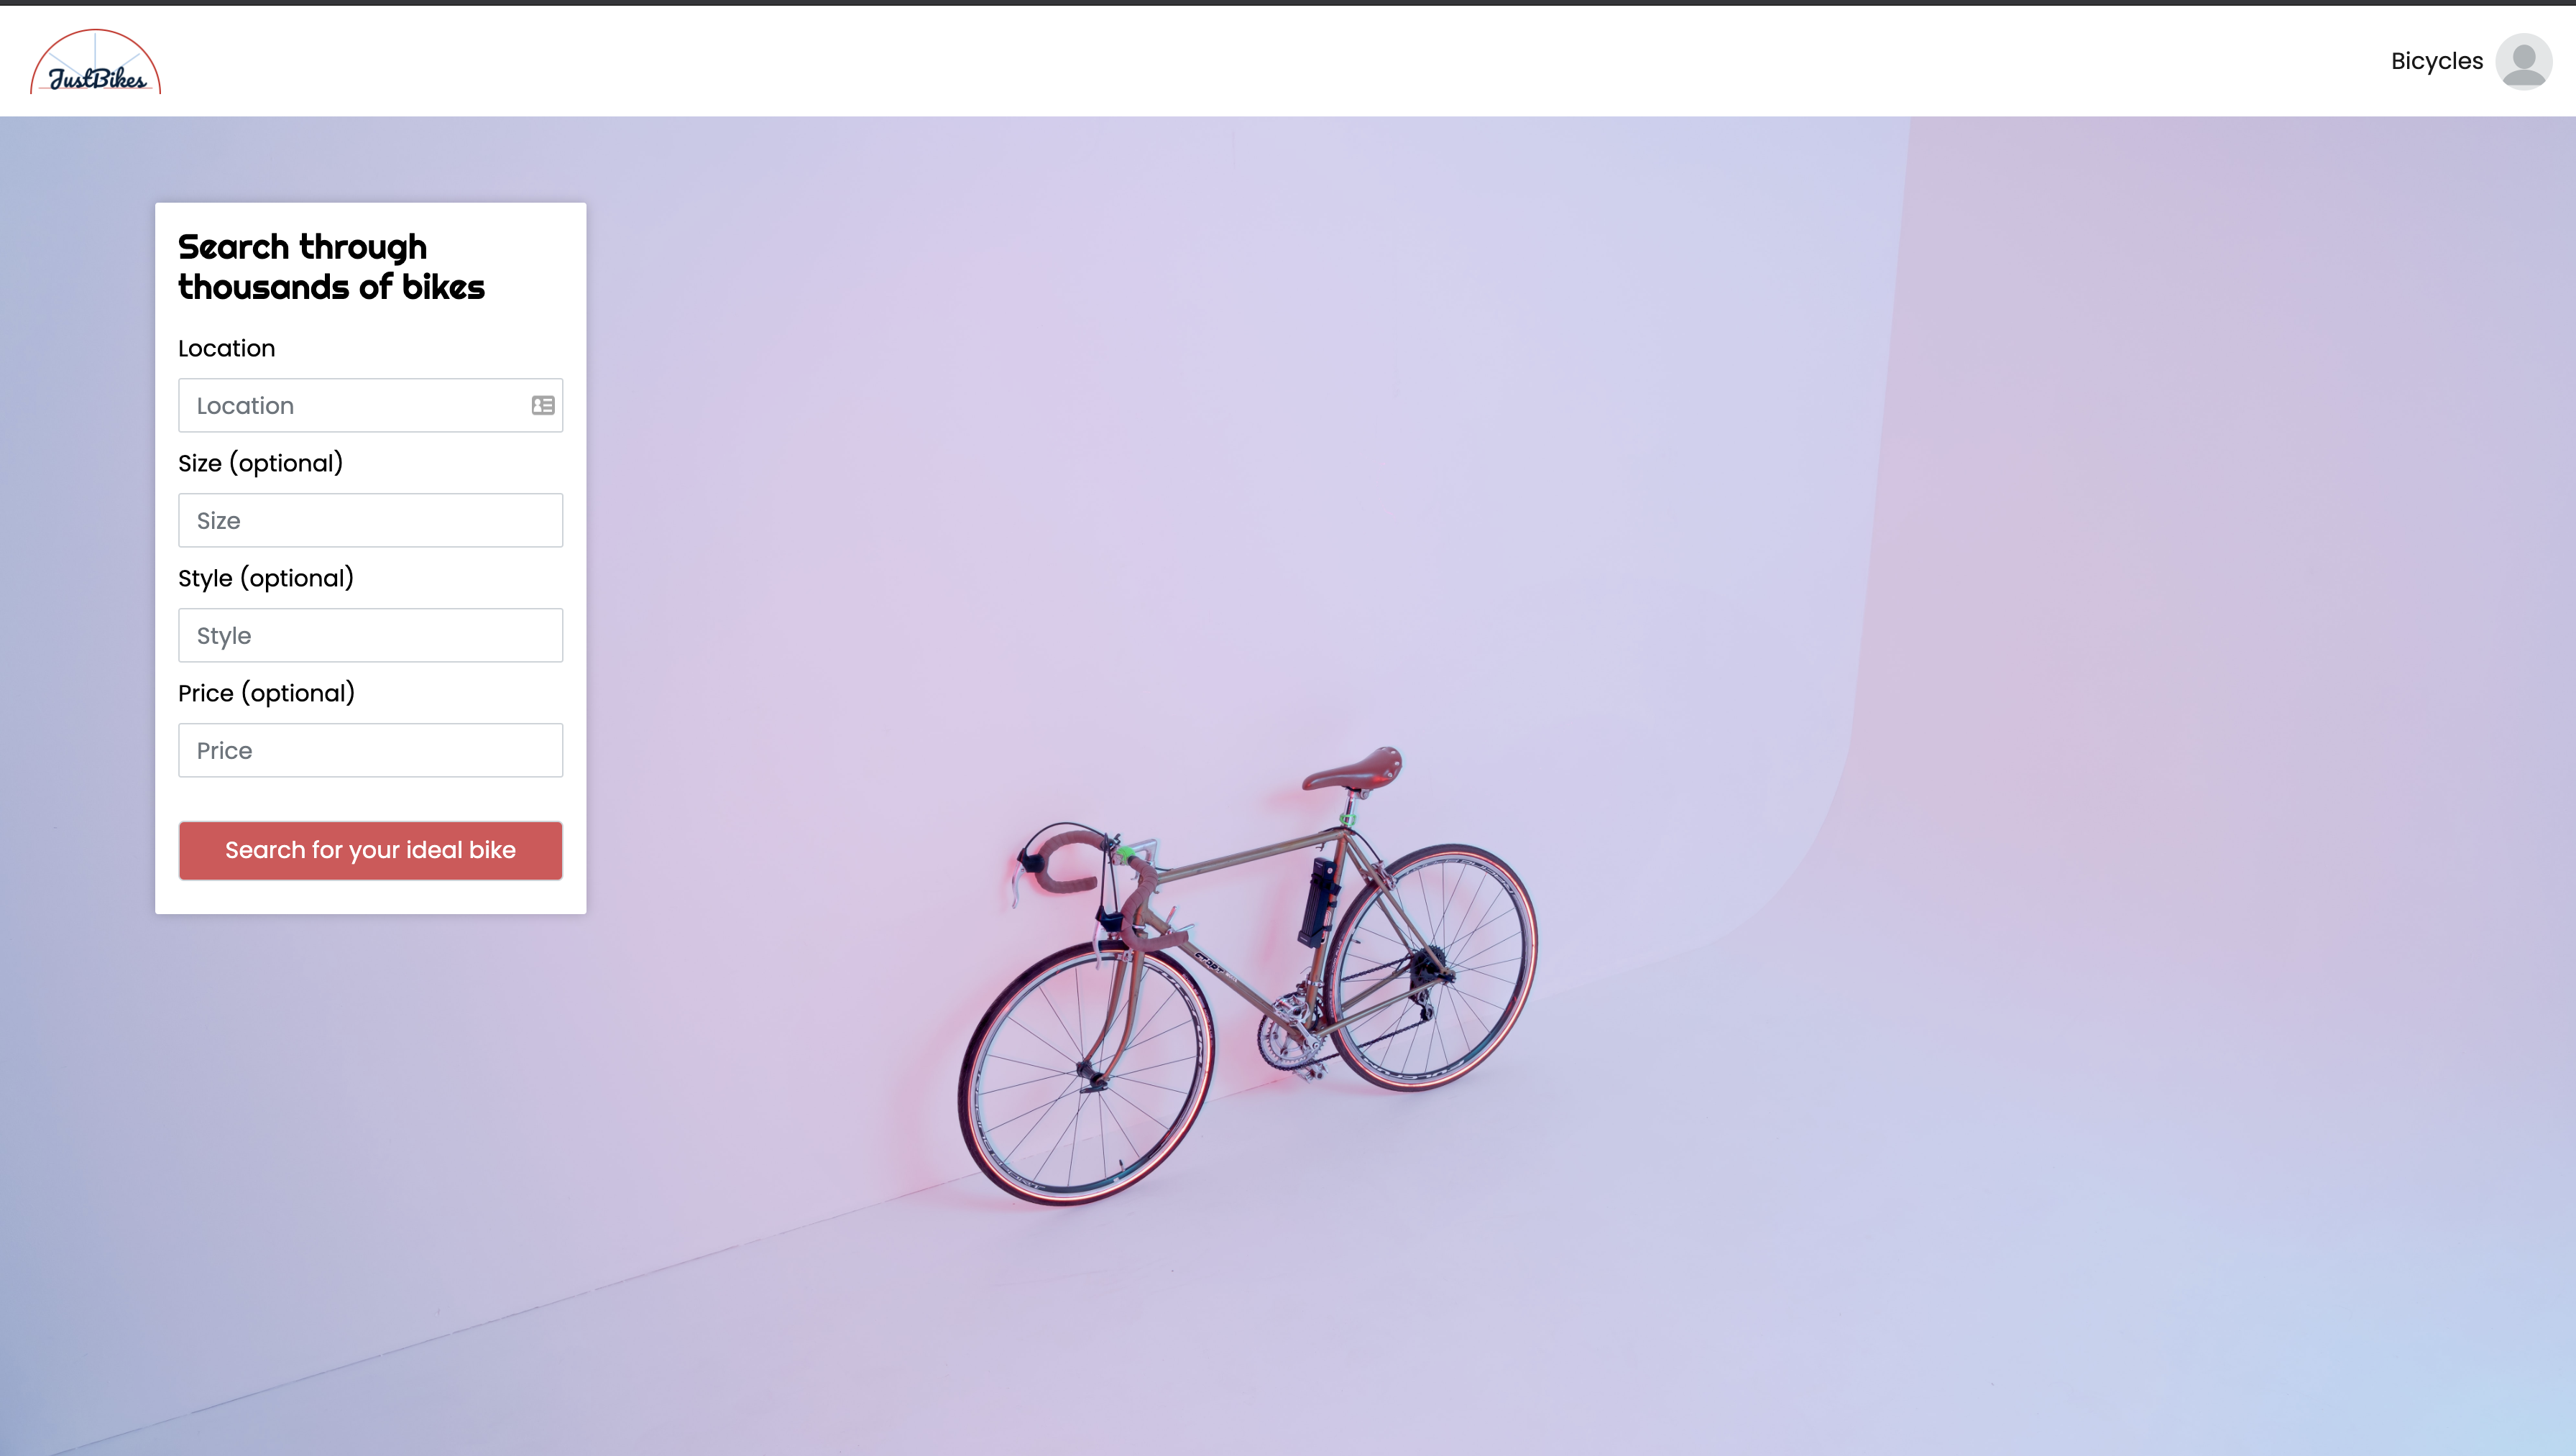 JustBikes
Bicycles
Search through
thousands of bikes
Location
Location
Size (optional)
Size
Style (optional)
Style
Price (optional)
Price
Search for your ideal bike